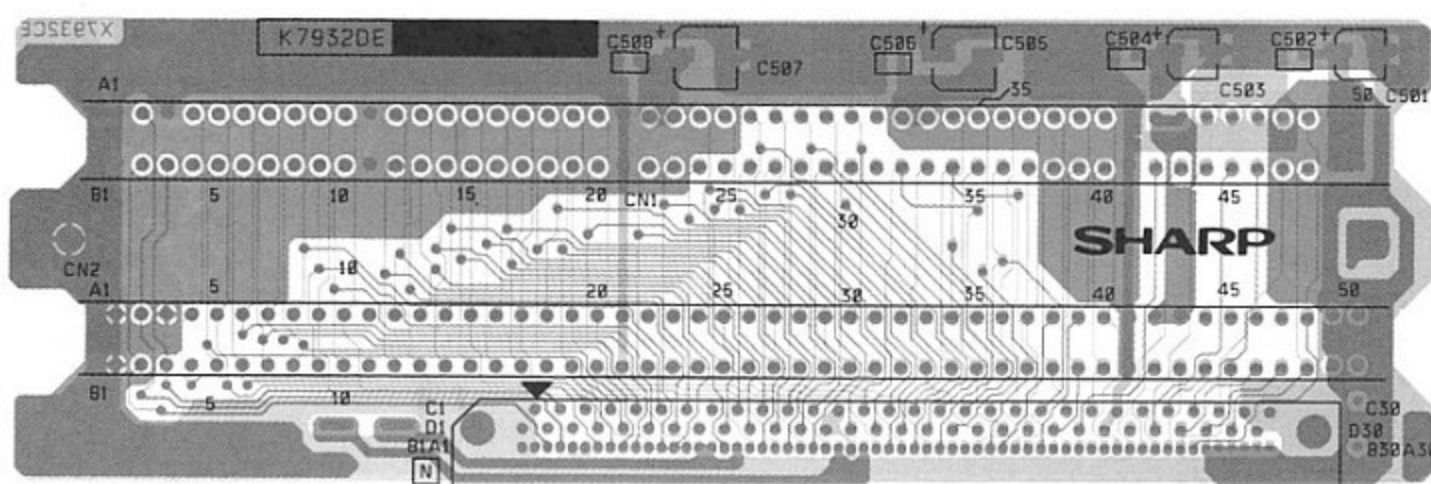 X7932CE
K7932DE
C508 + C507
C506 + C505
C504 + C503
C502 + C501
A1 35 50
B1 5 10 15 20 CN1 25 30 35 40 45
SHARP
CN2
A1 5 10 20 25 30 35 40 45 50
B1 5 10
C1 C30
D1 D30
B1A1 B30A30
N